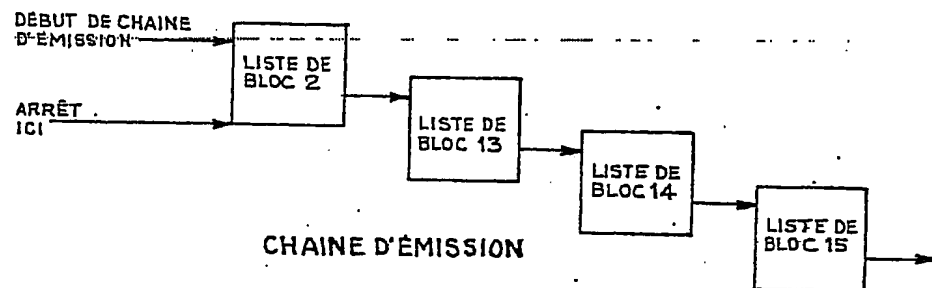 DÉBUT DE CHAINE
D'ÉMISSION
LISTE DE
BLOC 2
ARRÊT
ICI
LISTE DE
BLOC 13
LISTE DE
BLOC 14
LISTE DE
BLOC 15
CHAINE D'ÉMISSION